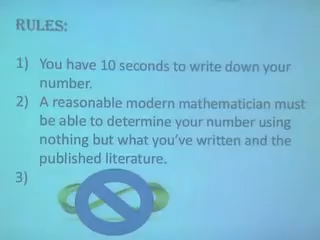 RULES:
1) You have 10 seconds to write down your
number.
2) A reasonable modern mathematician must
be able to determine your number using
nothing but what you've written and the
published literature.
3)